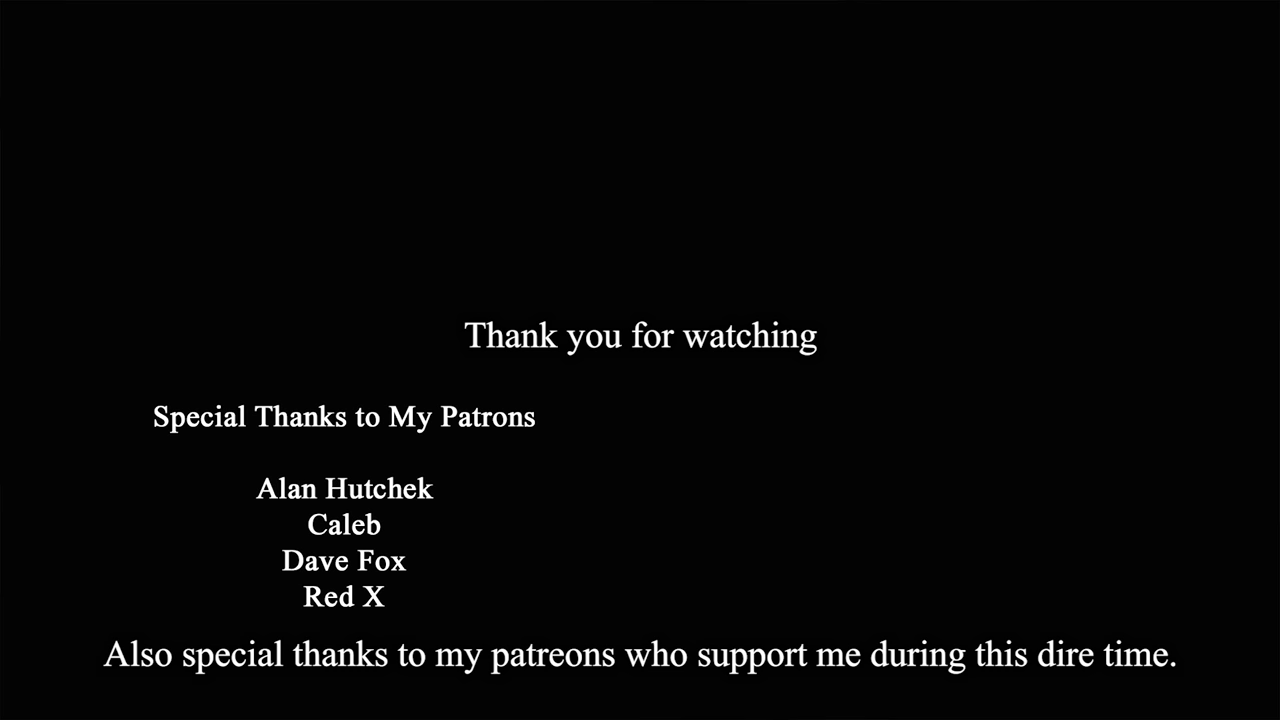 Thank you for watching
Special Thanks to My Patrons
Alan Hutchek
Caleb
Dave Fox
Red X
Also special thanks to my patreons who support me during this dire time.